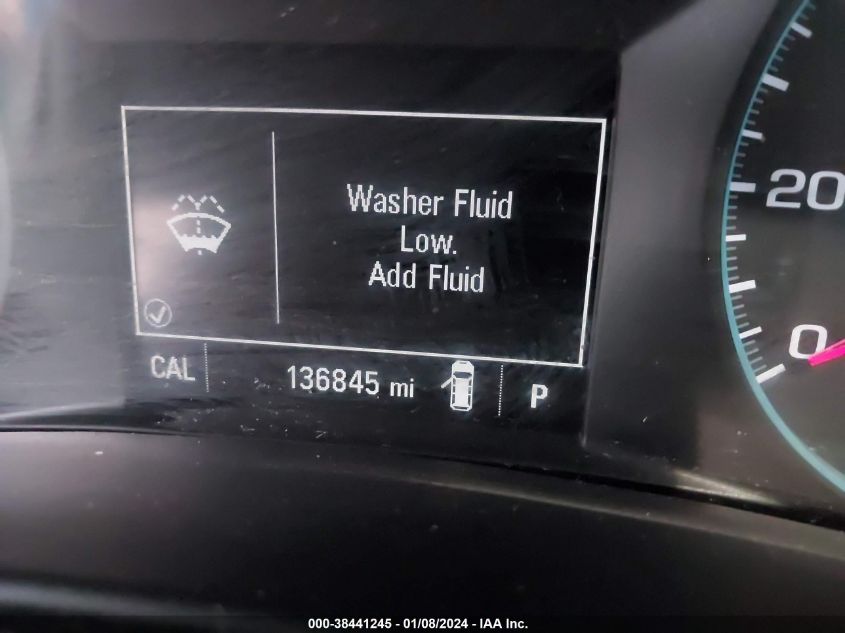 Washer Fluid
Low.
Add Fluid
CAL 136845 mi P
20
0
000-38441245 - 01/08/2024 - IAA Inc.